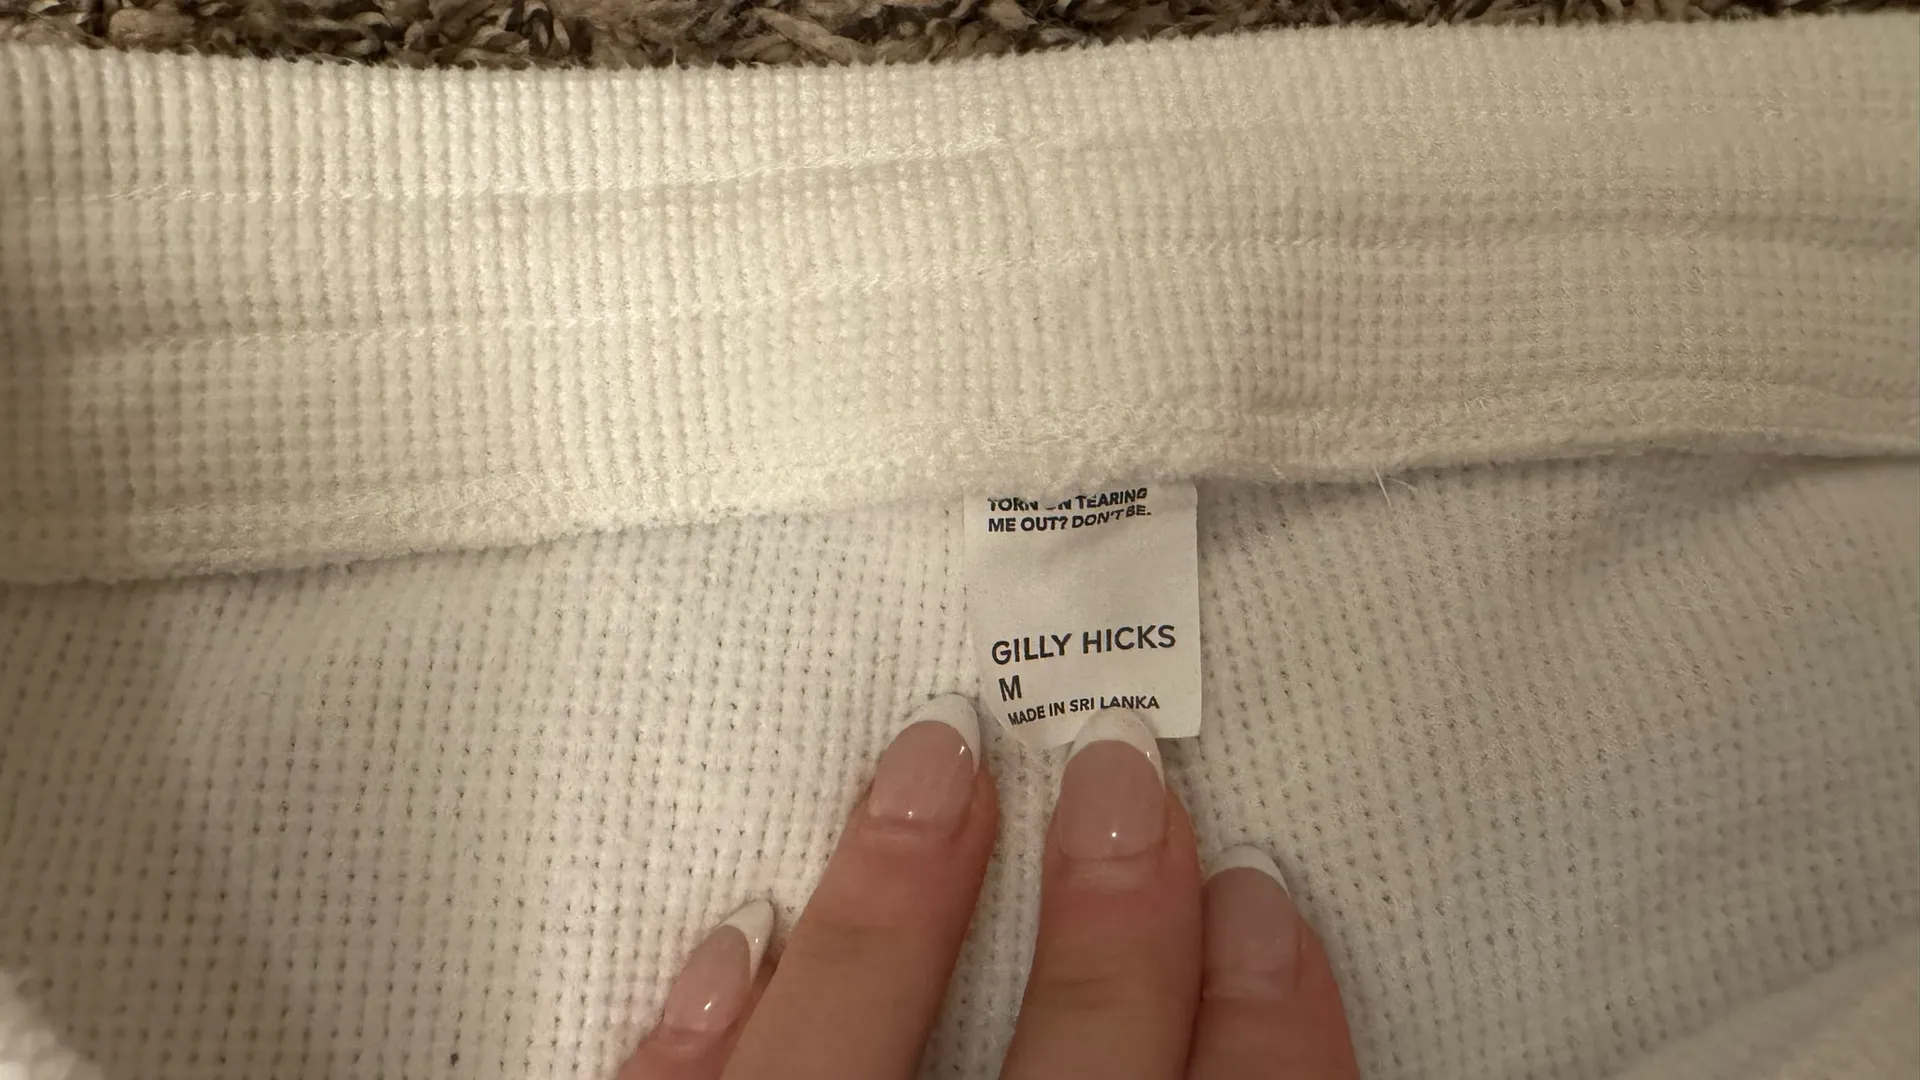 TORN ON TEARING
ME OUT? DON'T BE.
GILLY HICKS
M
MADE IN SRI LANKA